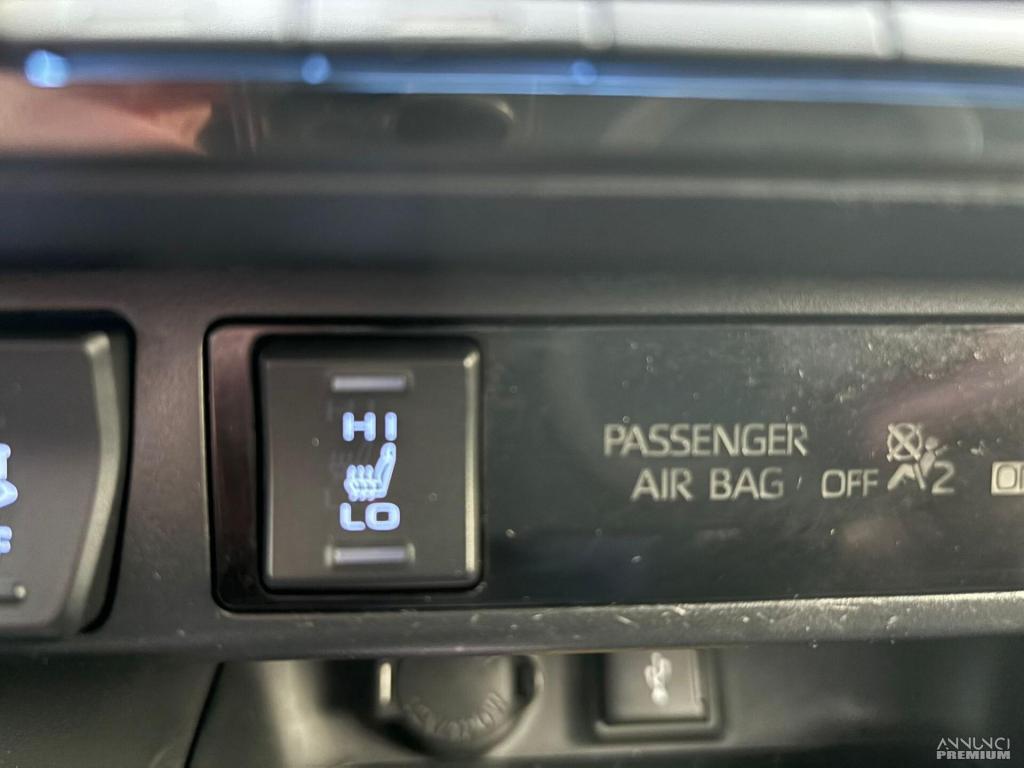 HI
LO
PASSENGER
AIR BAG OFF 2
ANNUNCI
PREMIUM